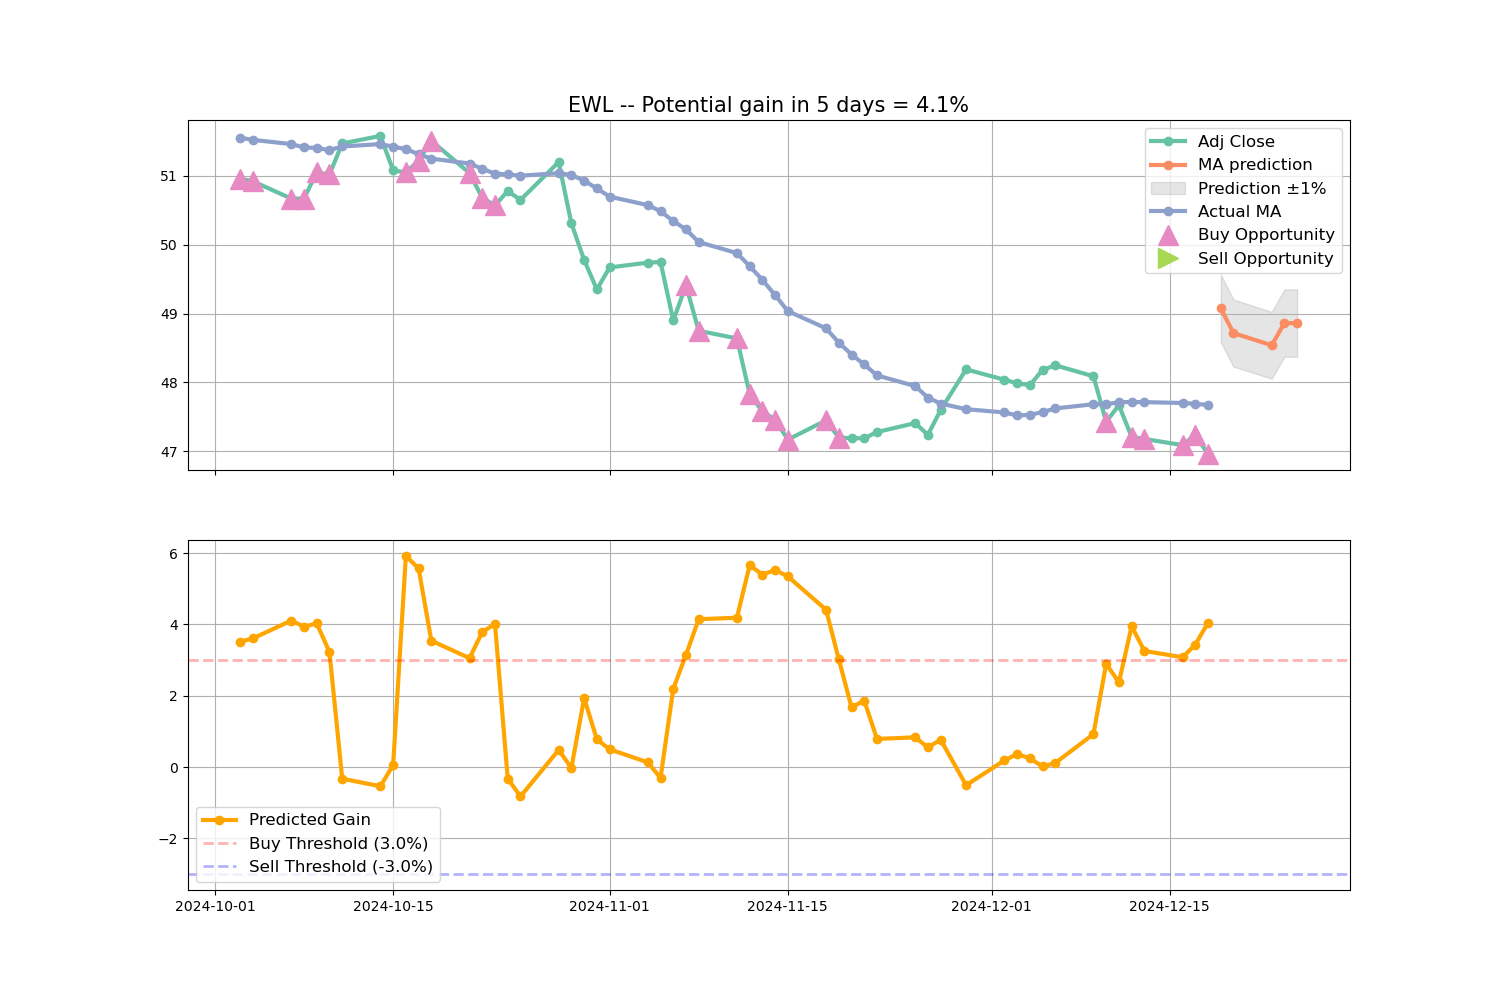 EWL -- Potential gain in 5 days = 4.1%
Adj Close
MA prediction
Prediction ±1%
Actual MA
Buy Opportunity
Sell Opportunity
51
50
49
48
47
6
4
2
0
−2
Predicted Gain
Buy Threshold (3.0%)
Sell Threshold (-3.0%)
2024-10-01 2024-10-15 2024-11-01 2024-11-15 2024-12-01 2024-12-15